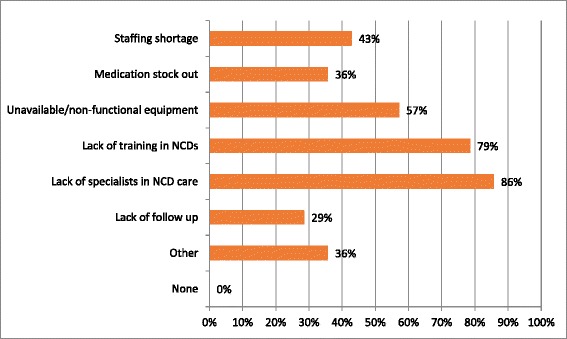 Staffing shortage 43%
Medication stock out 36%
Unavailable/non-functional equipment 57%
Lack of training in NCDs 79%
Lack of specialists in NCD care 86%
Lack of follow up 29%
Other 36%
None 0%
0% 10% 20% 30% 40% 50% 60% 70% 80% 90% 100%